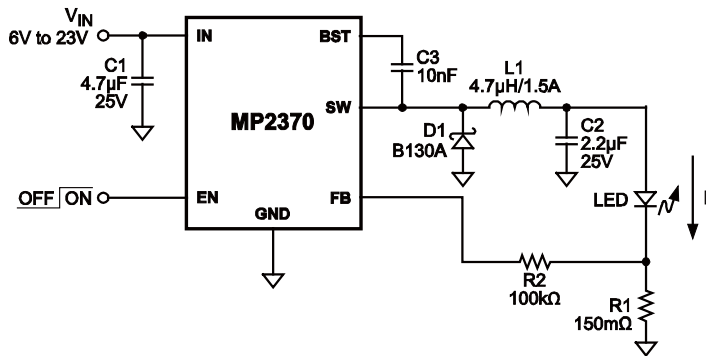 VIN
6V to 23V
C1
4.7µF
25V
IN
BST
C3
10nF
L1
4.7µH/1.5A
SW
MP2370
D1
B130A
C2
2.2µF
25V
OFF ON
EN
FB
GND
LED
R2
100kΩ
R1
150mΩ